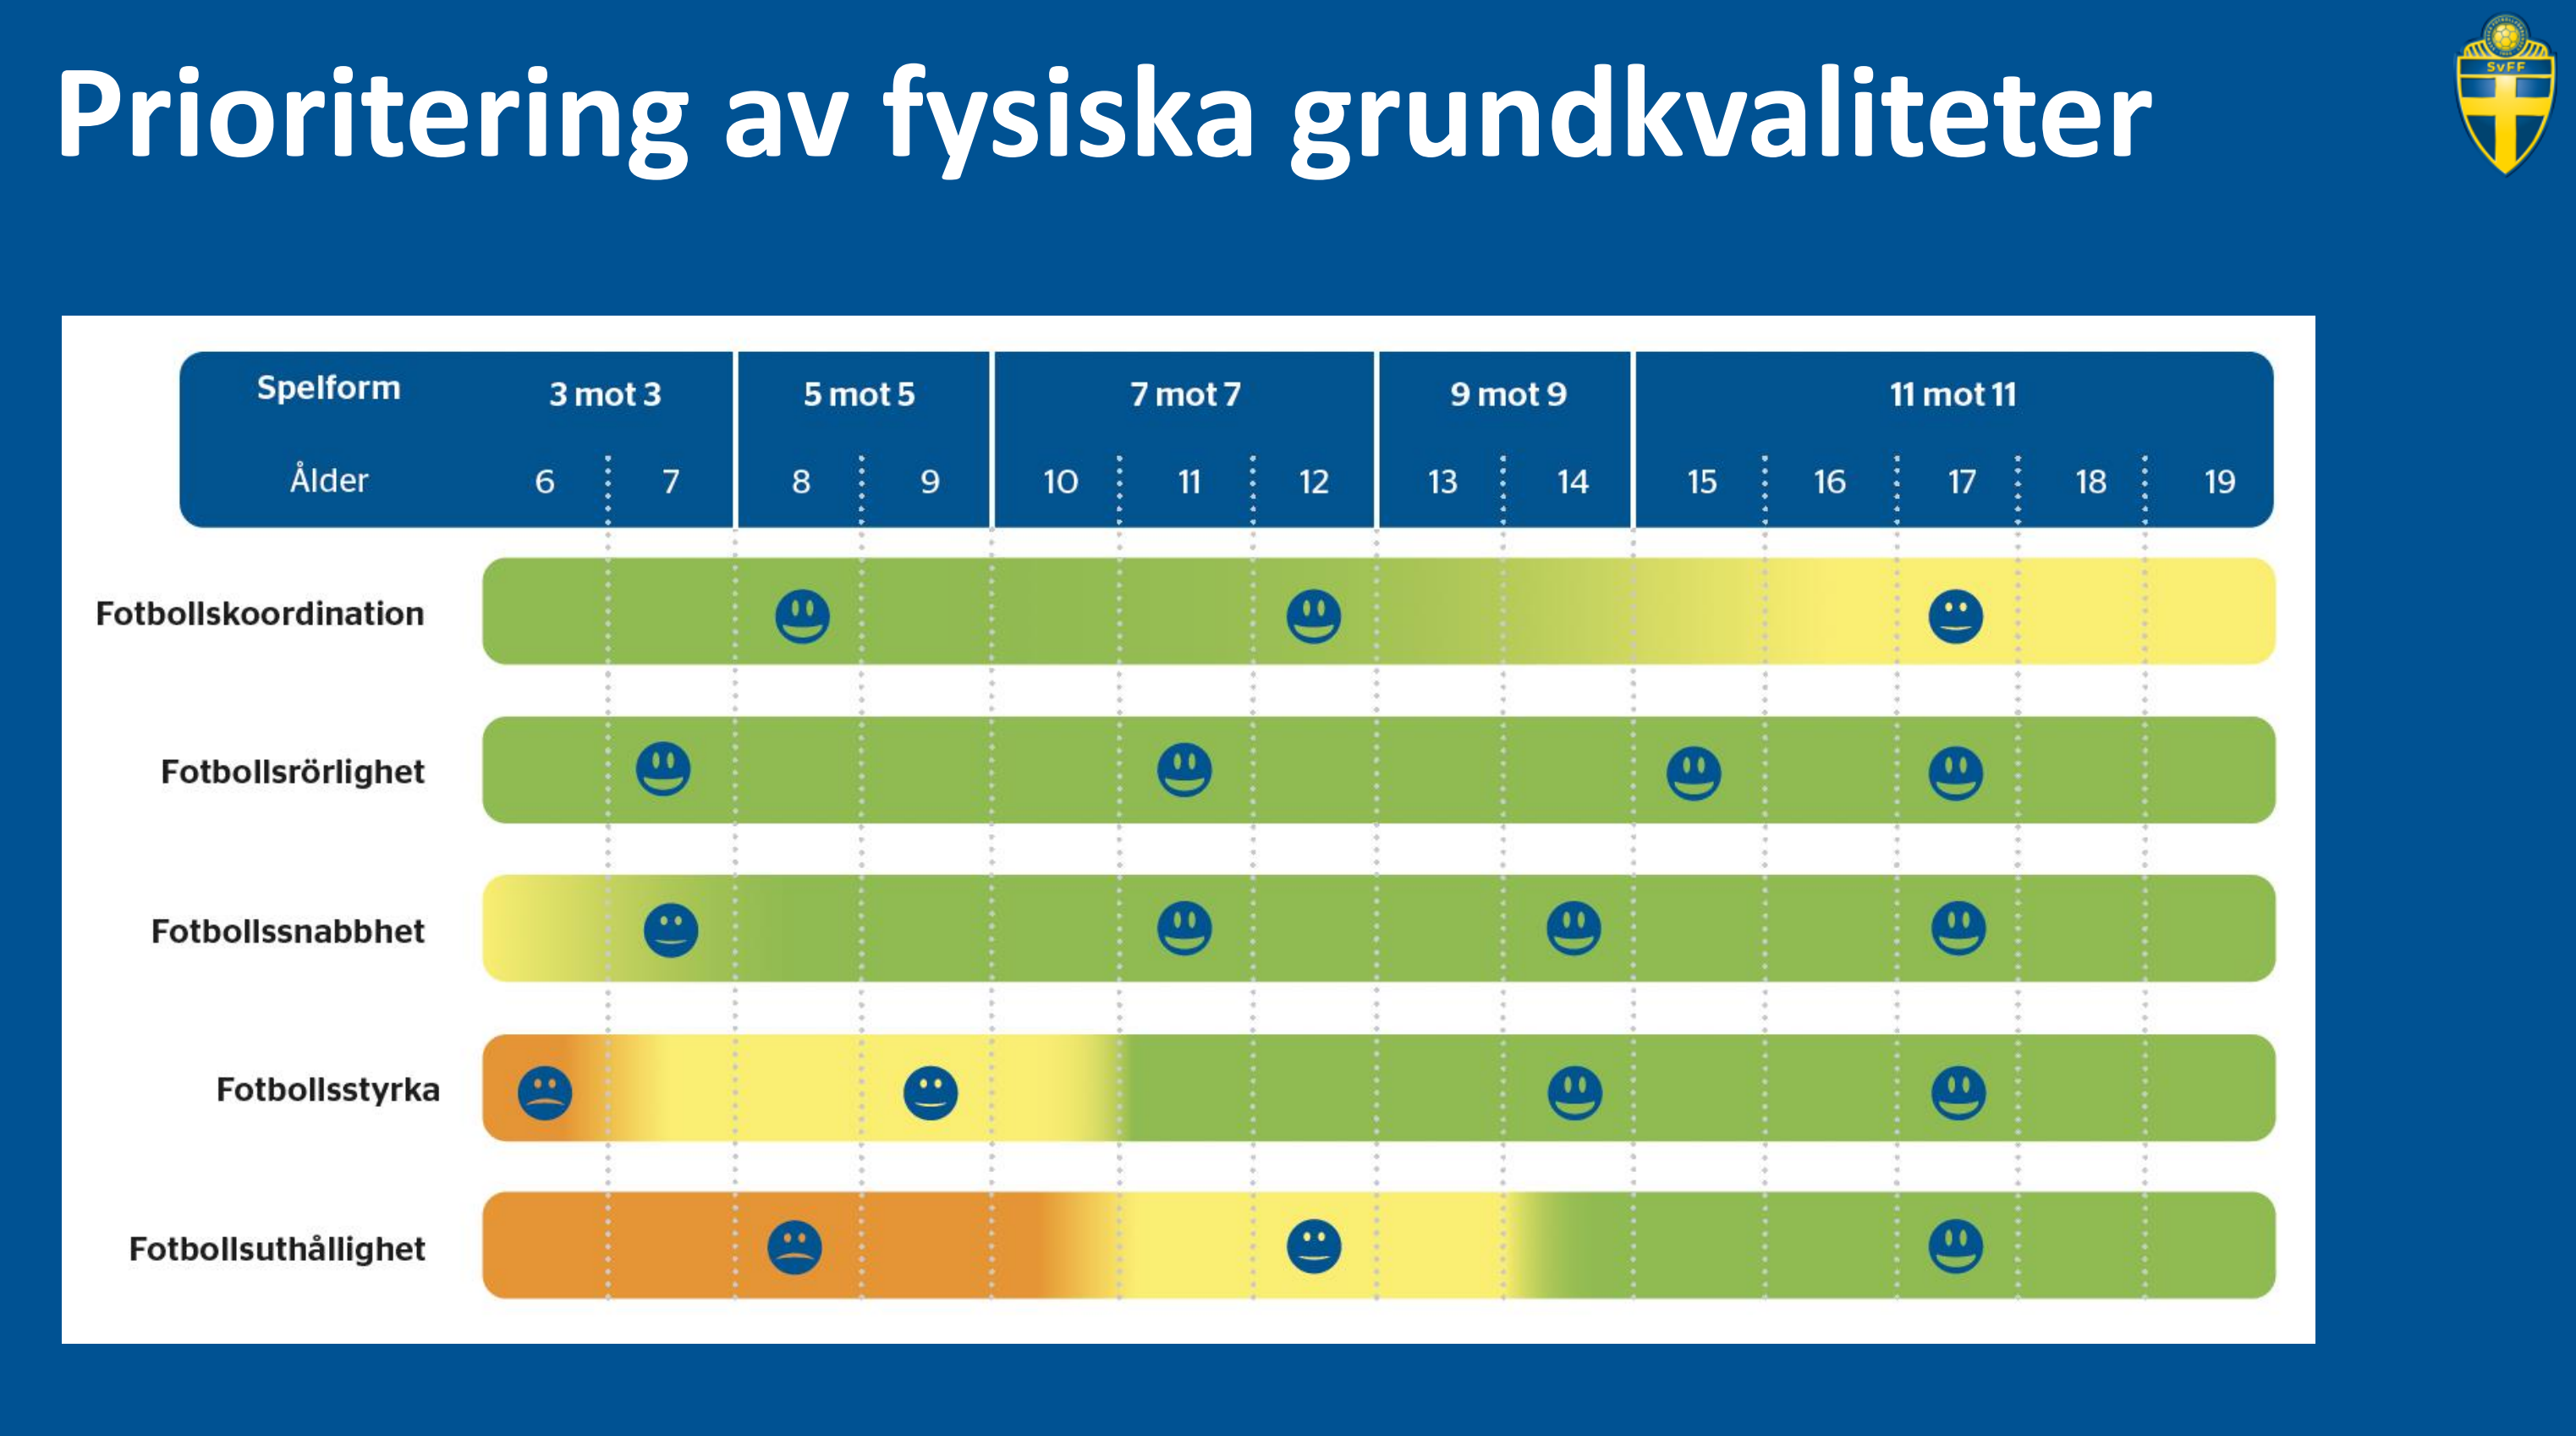 Prioritering av fysiska grundkvaliteter
SvFF
Spelform 3 mot 3 5 mot 5 7 mot 7 9 mot 9 11 mot 11
Ålder 6 7 8 9 10 11 12 13 14 15 16 17 18 19
Fotbollskoordination
Fotbollsrörlighet
Fotbollssnabbhet
Fotbollsstyrka
Fotbollsuthållighet